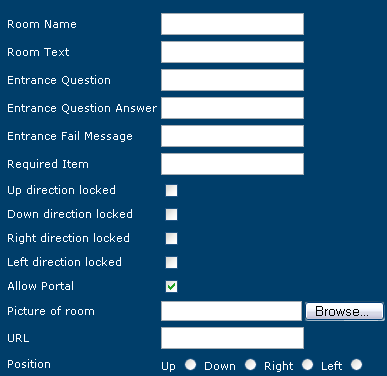 Room Name
Room Text
Entrance Question
Entrance Question Answer
Entrance Fail Message
Required Item
Up direction locked
Down direction locked
Right direction locked
Left direction locked
Allow Portal
Picture of room Browse...
URL
Position Up Down Right Left